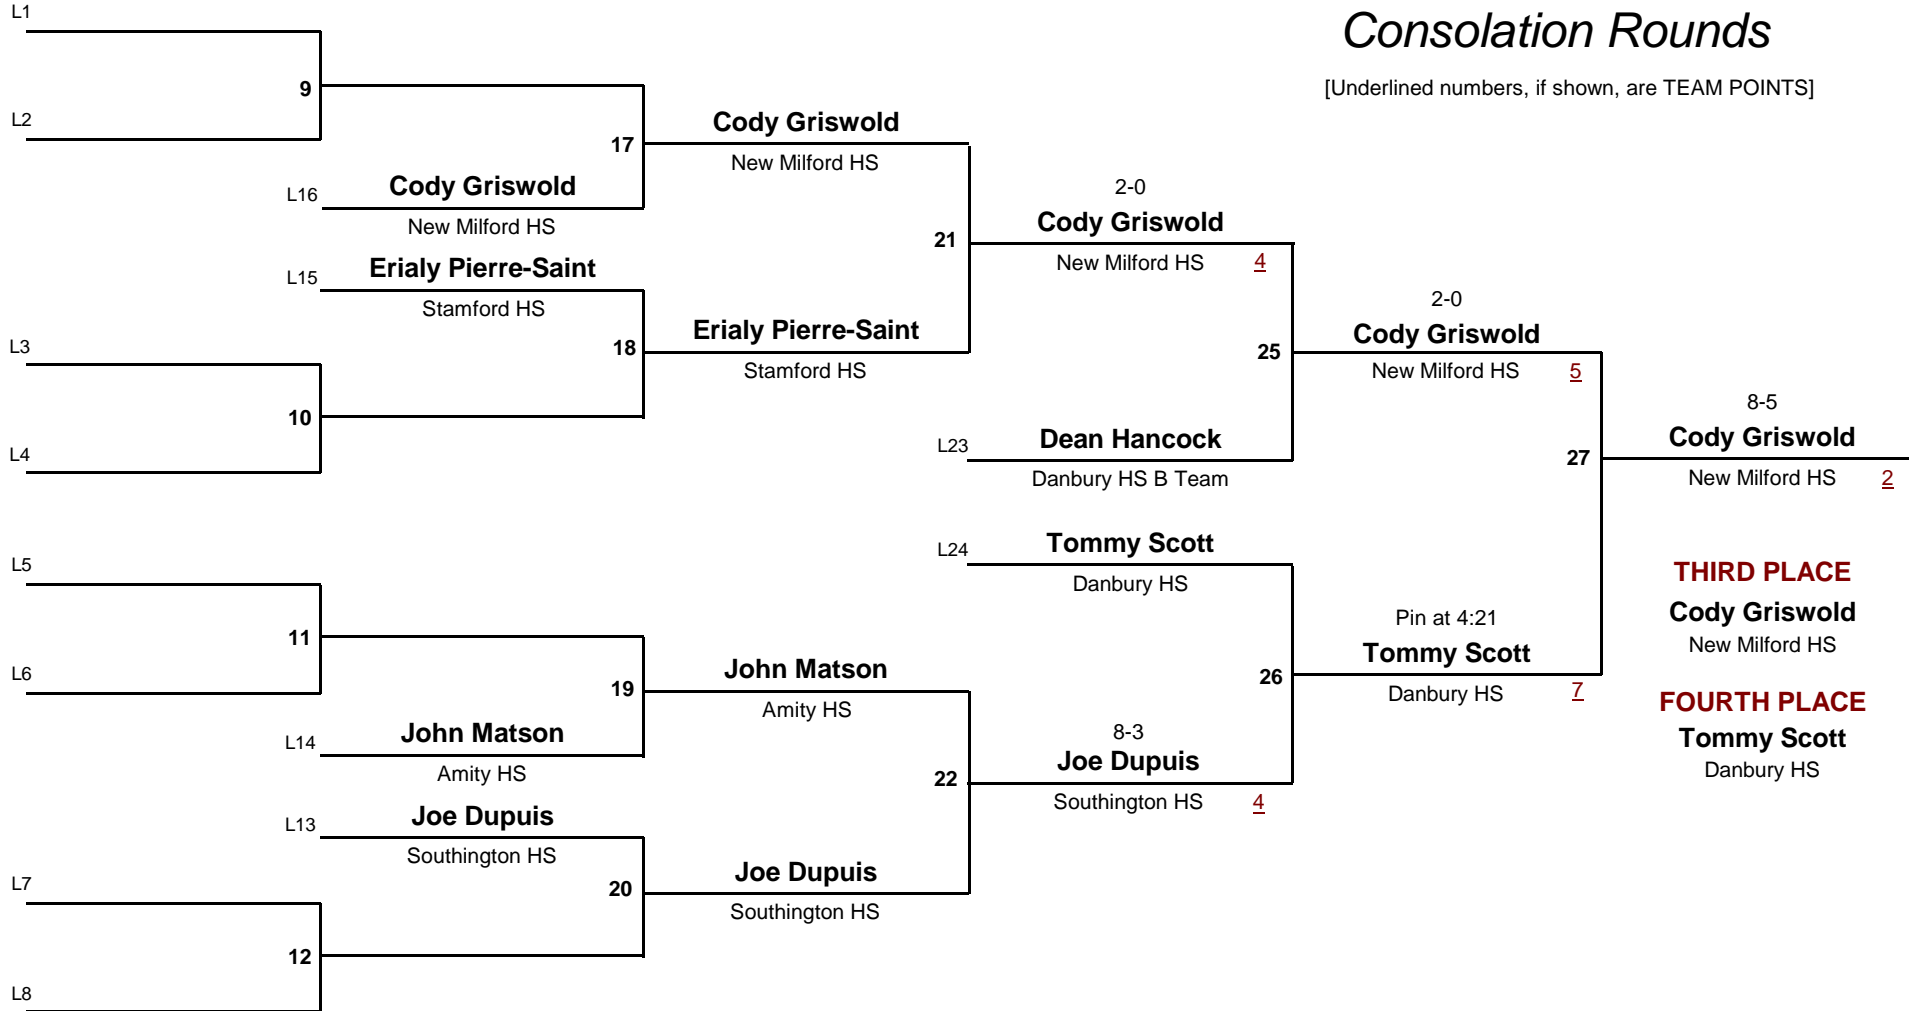 L1
Consolation Rounds
9
[Underlined numbers, if shown, are TEAM POINTS]
L2
Cody Griswold
17
New Milford HS
L16
Cody Griswold
New Milford HS
2-0
Cody Griswold
21
New Milford HS 4
L15
Erialy Pierre-Saint
Stamford HS
2-0
L3
18
Erialy Pierre-Saint
Stamford HS
25
Cody Griswold
New Milford HS 5
10
8-5
L4
L23
Dean Hancock
Danbury HS B Team
27
Cody Griswold
New Milford HS 2
L5
L24
Tommy Scott
Danbury HS
THIRD PLACE
Cody Griswold
New Milford HS
11
Pin at 4:21
L6
19
John Matson
Amity HS
26
Tommy Scott
Danbury HS 7
FOURTH PLACE
Tommy Scott
Danbury HS
L14
John Matson
Amity HS
8-3
22
Joe Dupuis
Southington HS 4
L13
Joe Dupuis
Southington HS
L7
20
Joe Dupuis
Southington HS
12
L8